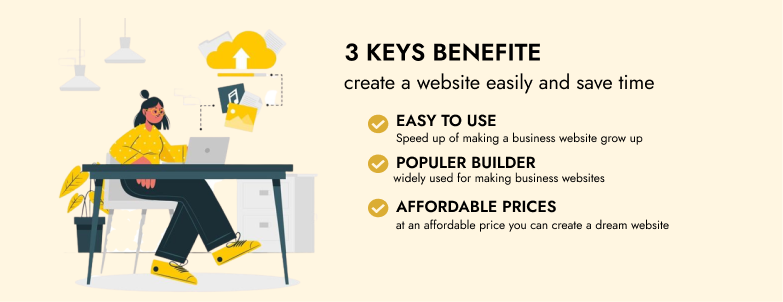 3 KEYS BENEFITE
create a website easily and save time
EASY TO USE
Speed up of making a business website grow up
POPULER BUILDER
widely used for making business websites
AFFORDABLE PRICES
at an affordable price you can create a dream website